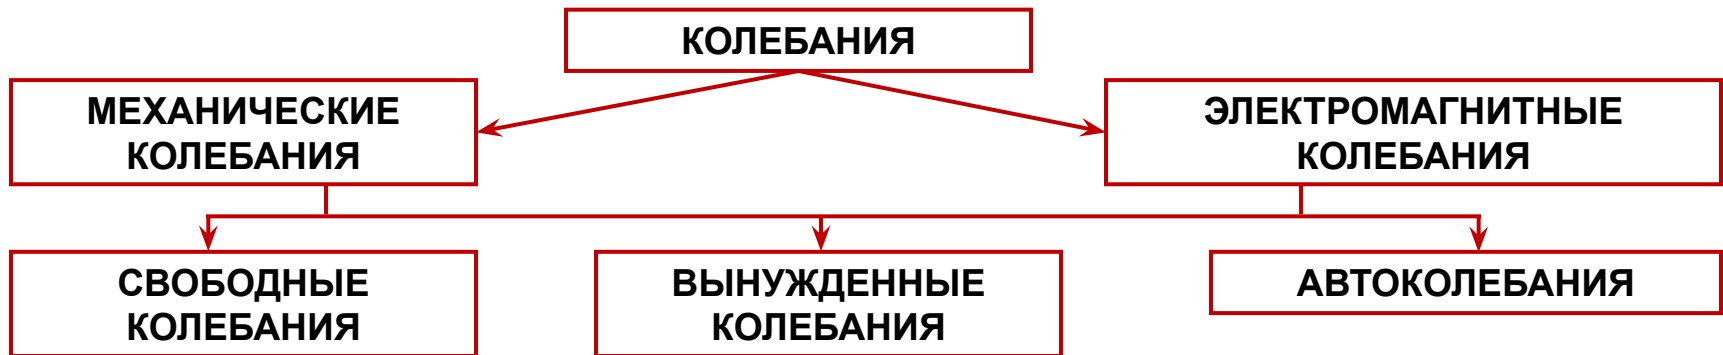 КОЛЕБАНИЯ
МЕХАНИЧЕСКИЕ
КОЛЕБАНИЯ
ЭЛЕКТРОМАГНИТНЫЕ
КОЛЕБАНИЯ
СВОБОДНЫЕ
КОЛЕБАНИЯ
ВЫНУЖДЕННЫЕ
КОЛЕБАНИЯ
АВТОКОЛЕБАНИЯ